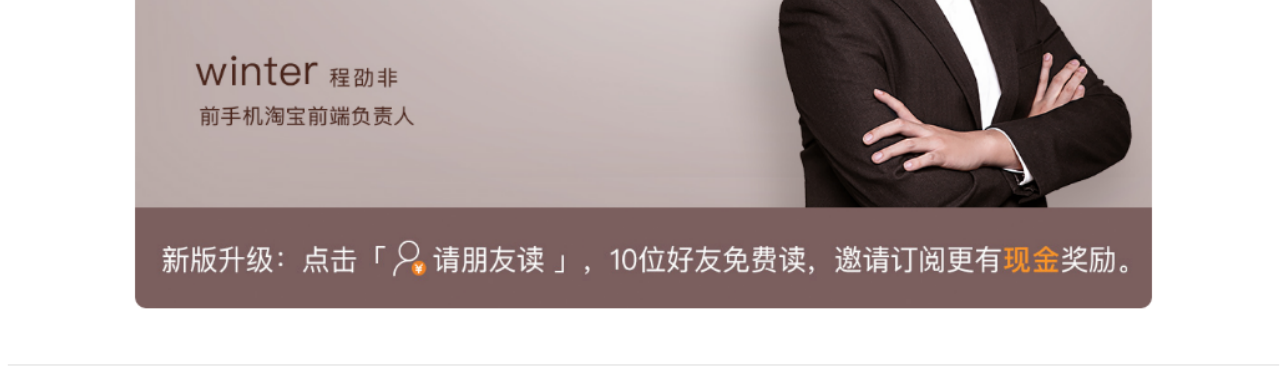 winter 程劭非
前手机淘宝前端负责人
新版升级：点击「 请朋友读 」，10位好友免费读，邀请订阅更有现金奖励。